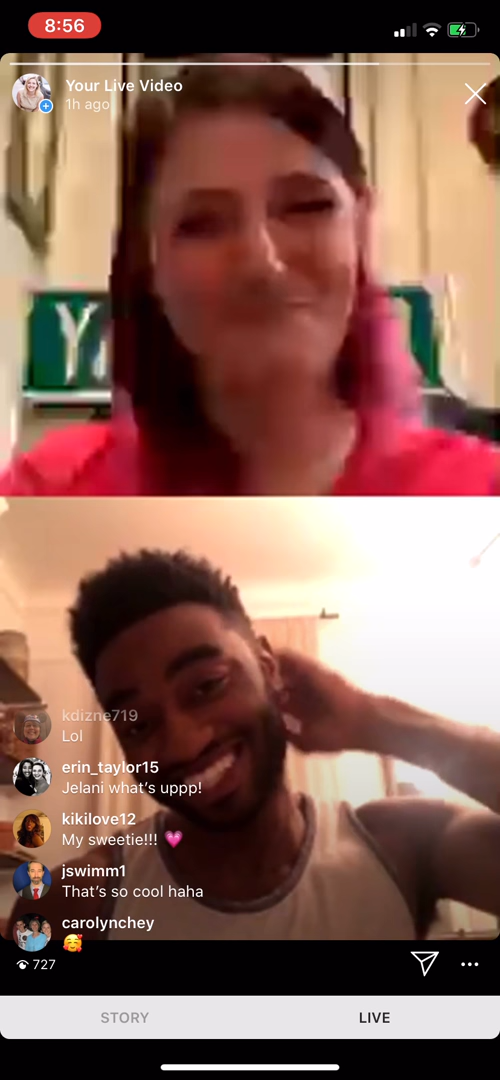 8:56
Your Live Video
1h ago
kdizne719
Lol
erin_taylor15
Jelani what's uppp!
kikilove12
My sweetie!!! 💗
jswimm1
That's so cool haha
carolynchey
🥰
727
STORY
LIVE